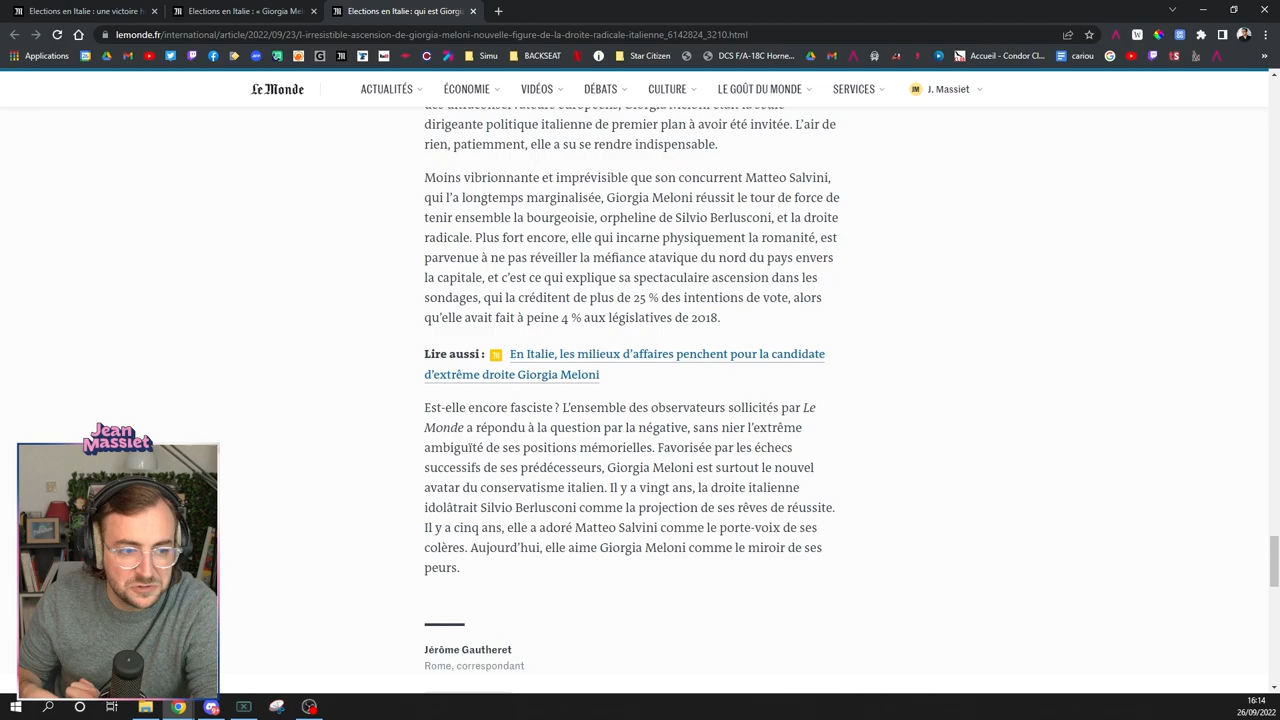 Elections en Italie : une victoire h
Elections en Italie : Giorgia Mel
Elections en Italie : qui est Giorgi
lemonde.fr/international/article/2022/09/23/l-irresistible-ascension-de-giorgia-meloni-nouvelle-figure-de-la-droite-radicale-italienne_6142824_3210.html
Applications
Simu
BACKSEAT
Star Citizen
DCS F/A-18C Horne...
Accueil - Condor Cl...
cariou
Le Monde
ACTUALITÉS
ÉCONOMIE
VIDÉOS
DÉBATS
CULTURE
LE GOÛT DU MONDE
SERVICES
JM J. Massiet
des ultraconservateurs européens, Giorgia Meloni était la seule
dirigeante politique italienne de premier plan à avoir été invitée. L’air de
rien, patiemment, elle a su se rendre indispensable.
Moins vibrionnante et imprévisible que son concurrent Matteo Salvini,
qui l’a longtemps marginalisée, Giorgia Meloni réussit le tour de force de
tenir ensemble la bourgeoisie, orpheline de Silvio Berlusconi, et la droite
radicale. Plus fort encore, elle qui incarne physiquement la romanité, est
parvenue à ne pas réveiller la méfiance atavique du nord du pays envers
la capitale, et c’est ce qui explique sa spectaculaire ascension dans les
sondages, qui la créditent de plus de 25 % des intentions de vote, alors
qu’elle avait fait à peine 4 % aux législatives de 2018.
Lire aussi : En Italie, les milieux d’affaires penchent pour la candidate
d’extrême droite Giorgia Meloni
Est-elle encore fasciste ? L’ensemble des observateurs sollicités par Le
Monde a répondu à la question par la négative, sans nier l’extrême
ambiguïté de ses positions mémorielles. Favorisée par les échecs
successifs de ses prédécesseurs, Giorgia Meloni est surtout le nouvel
avatar du conservatisme italien. Il y a vingt ans, la droite italienne
idolâtrait Silvio Berlusconi comme la projection de ses rêves de réussite.
Il y a cinq ans, elle a adoré Matteo Salvini comme le porte-voix de ses
colères. Aujourd’hui, elle aime Giorgia Meloni comme le miroir de ses
peurs.
Jérôme Gautheret
Rome, correspondant
Jean
Massiet
16:14
26/09/2022